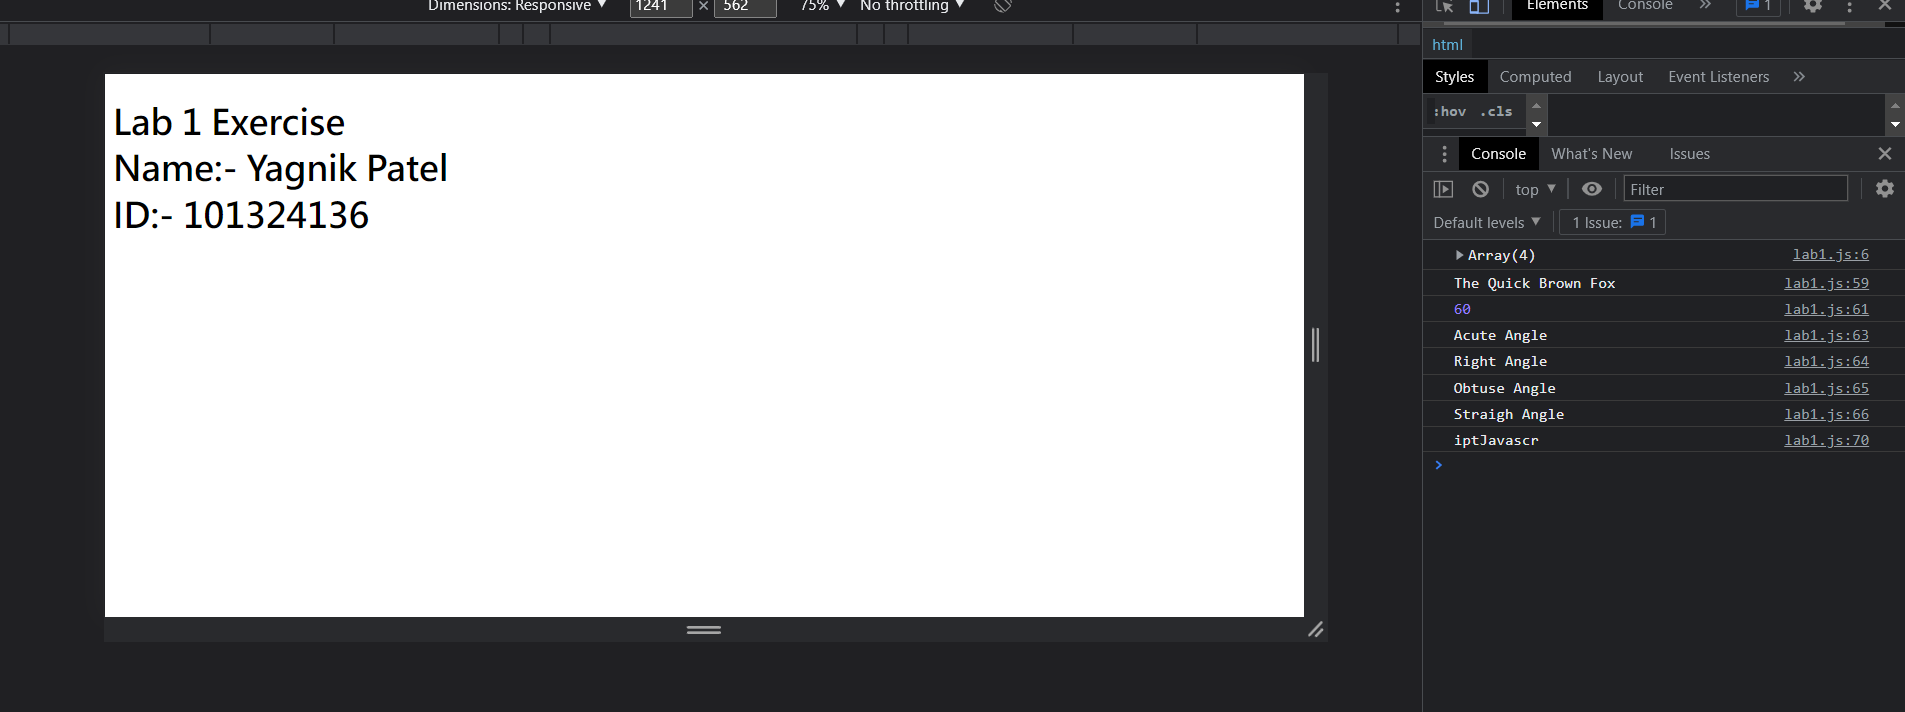 Dimensions: Responsive ▼ 1241 × 562 75% ▼ No throttling ▼
Elements Console » 1
html
Styles Computed Layout Event Listeners »
:hov .cls
Console What's New Issues
top ▼ Filter
Default levels ▼ 1 Issue: 1
Lab 1 Exercise
Name:- Yagnik Patel
ID:- 101324136
Array(4) lab1.js:6
The Quick Brown Fox lab1.js:59
60 lab1.js:61
Acute Angle lab1.js:63
Right Angle lab1.js:64
Obtuse Angle lab1.js:65
Straigh Angle lab1.js:66
iptJavascr lab1.js:70